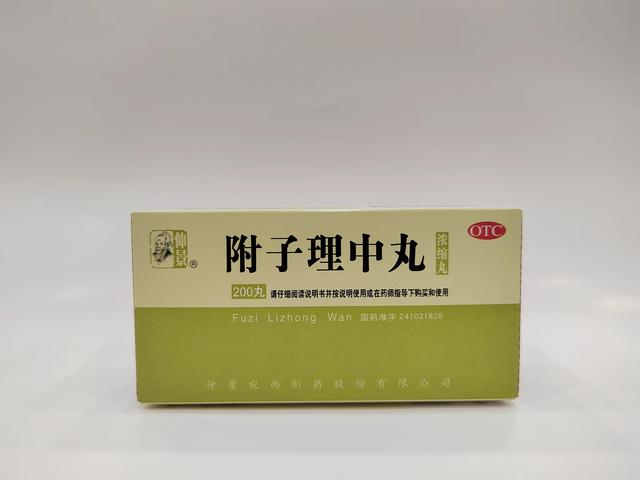 仲景®
附子理中丸 浓缩丸
OTC
200丸 请仔细阅读说明书并按说明使用或在药师指导下购买和使用
Fuzi Lizhong Wan 国药准字 Z41021828
仲景宛西制药股份有限公司